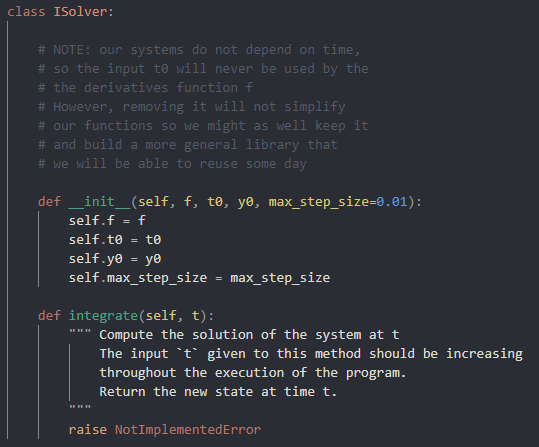 class ISolver:
# NOTE: our systems do not depend on time,
# so the input t0 will never be used by the
# the derivatives function f
# However, removing it will not simplify
# our functions so we might as well keep it
# and build a more general library that
# we will be able to reuse some day
def __init__(self, f, t0, y0, max_step_size=0.01):
self.f = f
self.t0 = t0
self.y0 = y0
self.max_step_size = max_step_size
def integrate(self, t):
""" Compute the solution of the system at t
The input `t` given to this method should be increasing
throughout the execution of the program.
Return the new state at time t.
"""
raise NotImplementedError